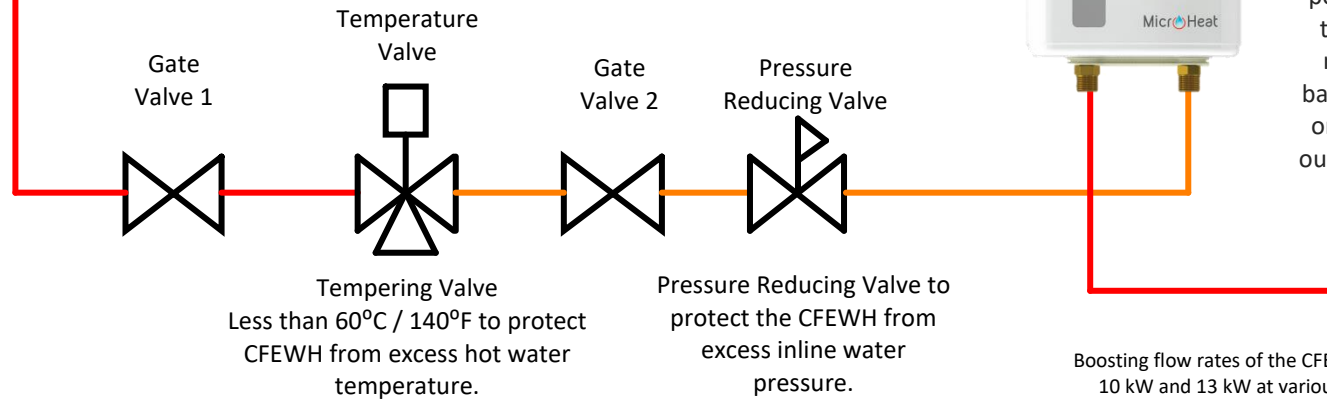 Temperature
Valve
Gate
Valve 1
Gate
Valve 2
Pressure
Reducing Valve
MicroHeat
Tempering Valve
Less than 60⁰C / 140⁰F to protect
CFEWH from excess hot water
temperature.
Pressure Reducing Valve to
protect the CFEWH from
excess inline water
pressure.
Boosting flow rates of the
10 kW and 13 kW at